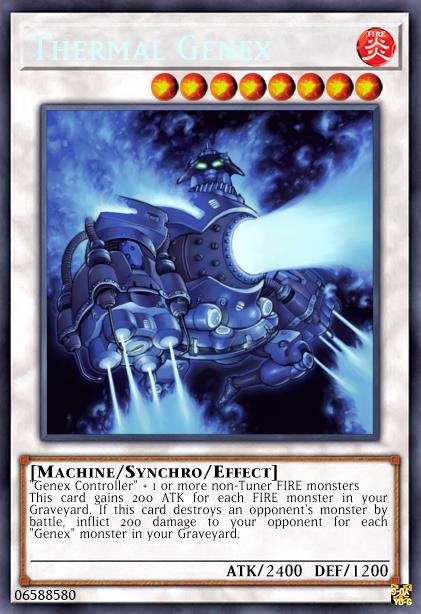 Thermal Genex
FIRE
炎
[Machine/Synchro/Effect]
"Genex Controller" + 1 or more non-Tuner FIRE monsters
This card gains 200 ATK for each FIRE monster in your
Graveyard. If this card destroys an opponent's monster by
battle, inflict 200 damage to your opponent for each
"Genex" monster in your Graveyard.
ATK/2400 DEF/1200
06588580